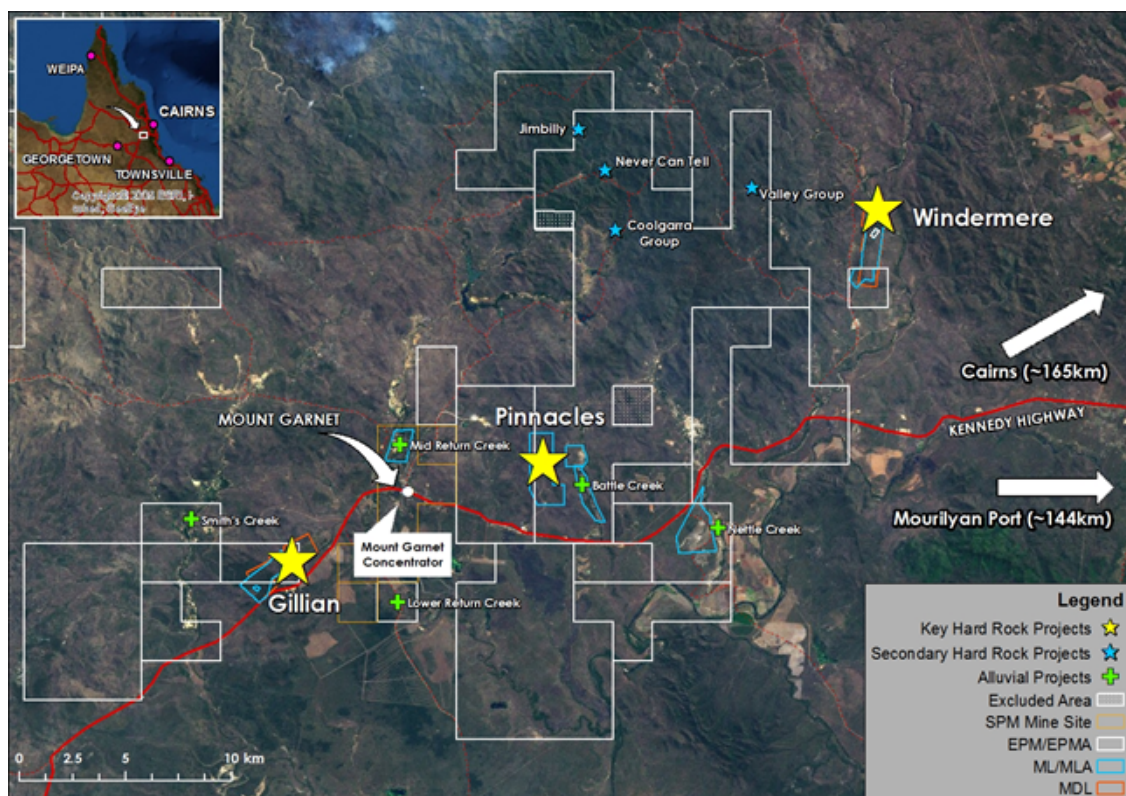 WEIPA
CAIRNS
GEORGETOWN
TOWNSVILLE
Jimbilly
Never Can Tell
Valley Group
Coolgarra
Group
Windermere
Cairns (~165km)
Pinnacles
KENNEDY HIGHWAY
MOUNT GARNET
Mid Return Creek
Battle Creek
Mourilyan Port (~144km)
Smith's Creek
Nettle Creek
Mount Garnet
Concentrator
Gillian
Lower Return Creek
Legend
Key Hard Rock Projects
Secondary Hard Rock Projects
Alluvial Projects
Excluded Area
SPM Mine Site
EPM/EPMA
ML/MLA
MDL
0 2.5 5 10 km